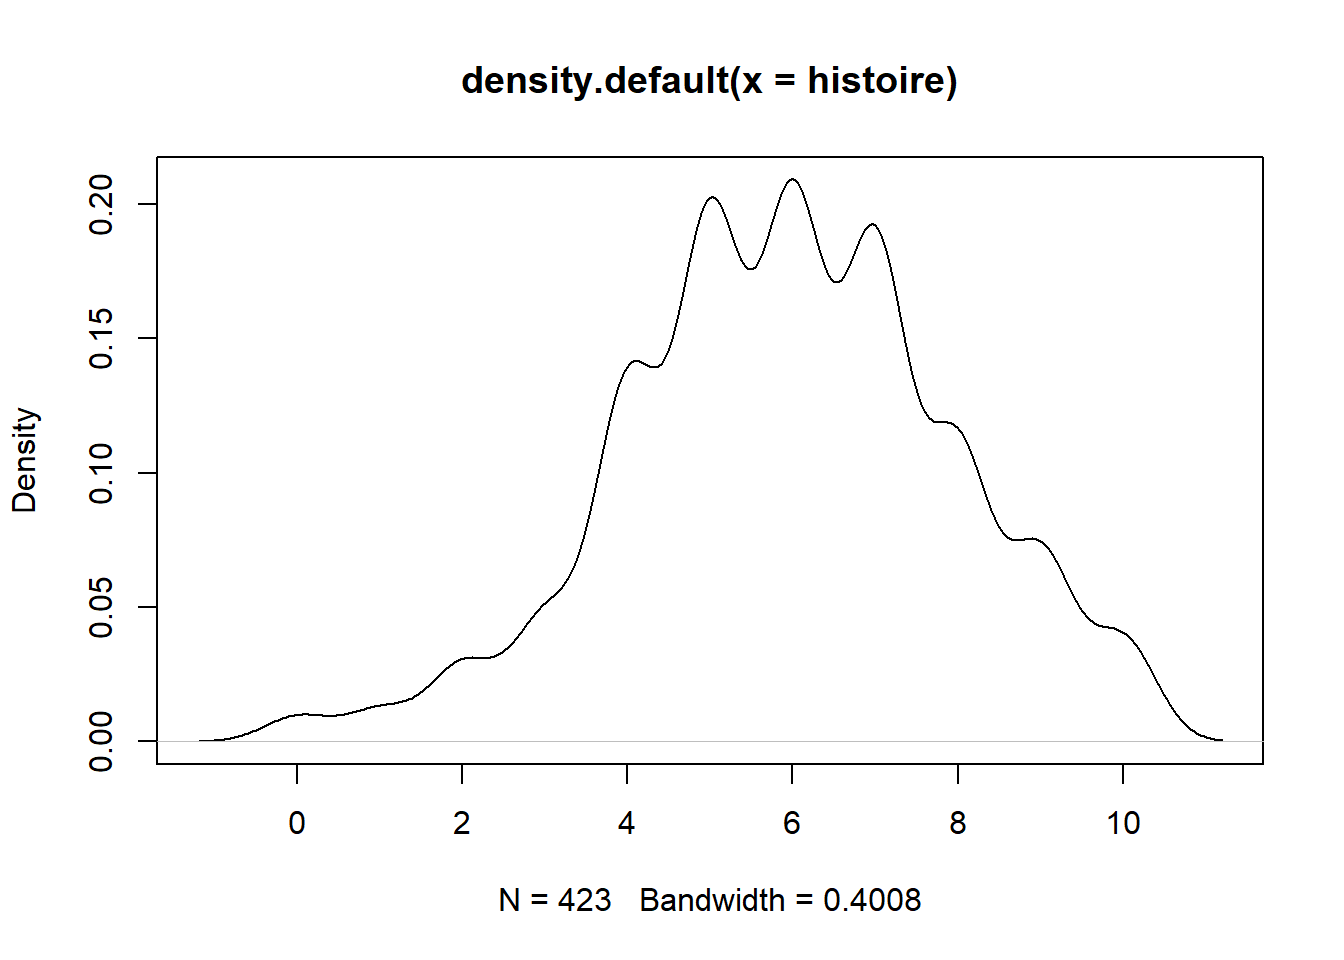 density.default(x = histoire)
Density
0.20
0.15
0.10
0.05
0.00
0 2 4 6 8 10
N = 423 Bandwidth = 0.4008